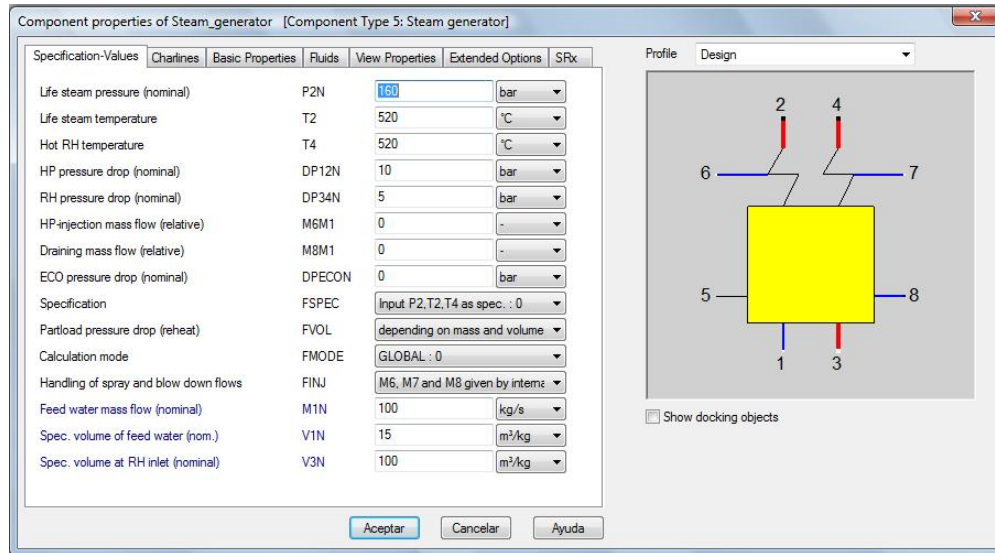 Component properties of Steam_generator [Component Type 5: Steam generator]
Specification-Values Charlines Basic Properties Fluids View Properties Extended Options SRx
Life steam pressure (nominal) P2N 160 bar
Life steam temperature T2 520 °C
Hot RH temperature T4 520 °C
HP pressure drop (nominal) DP12N 10 bar
RH pressure drop (nominal) DP34N 5 bar
HP-injection mass flow (relative) M6M1 0 -
Draining mass flow (relative) M8M1 0 -
ECO pressure drop (nominal) DPECON 0 bar
Specification FSPEC Input P2,T2,T4 as spec. : 0
Partload pressure drop (reheat) FVOL depending on mass and volume
Calculation mode FMODE GLOBAL : 0
Handling of spray and blow down flows FINJ M6, M7 and M8 given by interna
Feed water mass flow (nominal) M1N 100 kg/s
Spec. volume of feed water (nom.) V1N 15 m³/kg
Spec. volume at RH inlet (nominal) V3N 100 m³/kg
Aceptar Cancelar Ayuda
Profile Design
2 4
6 7
5 8
1 3
Show docking objects